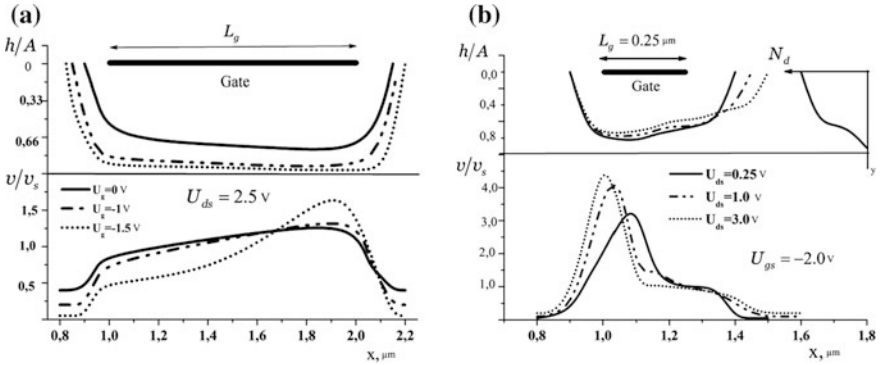 (a)
L_g
h/A
0
Gate
0,33
0,66
υ/υ_s
U_g=0 V
U_g=-1 V
U_g=-1.5 V
U_ds = 2.5 V
1.5
1.0
0.5
0,8 1,0 1,2 1,4 1,6 1,8 2,0 2,2
x, μm
(b)
L_g = 0.25 μm
h/A
N_d
0,0
Gate
0,4
0,8
y
υ/υ_s
4,0
3.0
2.0
1,0
U_ds=0.25 V
U_ds=1.0 V
U_ds=3.0 V
U_gs = -2.0 V
0,8 1,0 1,2 1,4 1,6 1,8
x, μm